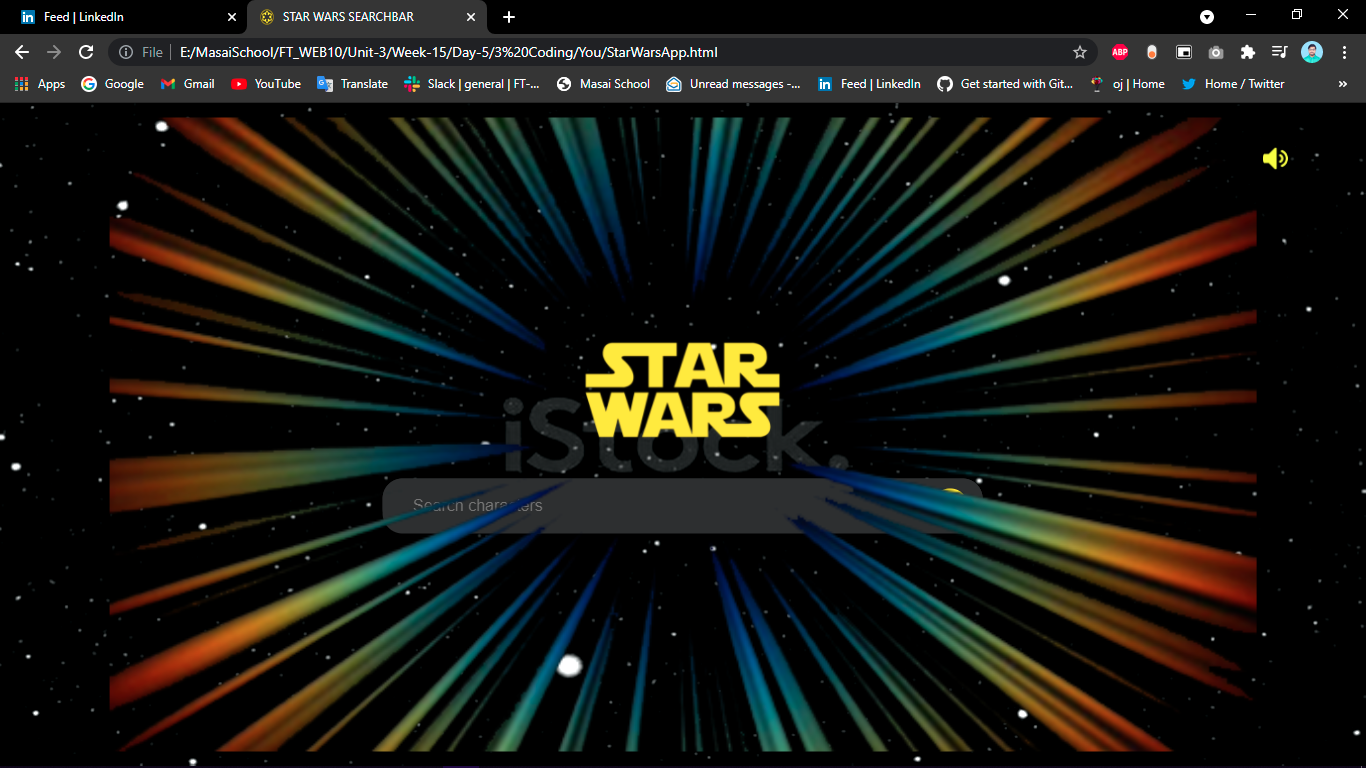 Feed | LinkedIn
STAR WARS SEARCHBAR
File
E:/MasaiSchool/FT_WEB10/Unit-3/Week-15/Day-5/3%20Coding/You/StarWarsApp.html
ABP
Apps
Google
Gmail
YouTube
Translate
Slack | general | FT-...
Masai School
Unread messages -...
Feed | LinkedIn
Get started with Git...
oj | Home
Home / Twitter
STAR
WARS
iStock.
Search characters